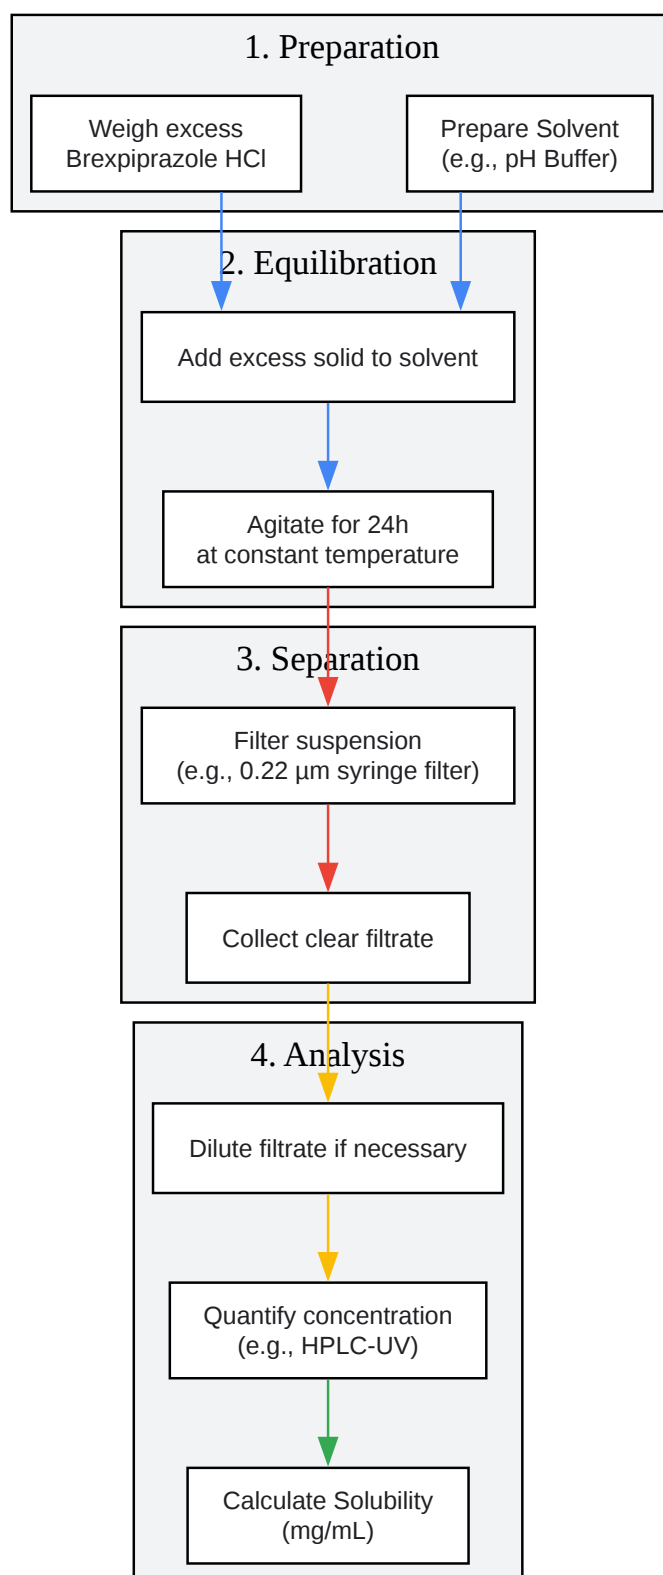 1. Preparation
Weigh excess
Brexpiprazole HCl
Prepare Solvent
(e.g., pH Buffer)
2. Equilibration
Add excess solid to solvent
Agitate for 24h
at constant temperature
3. Separation
Filter suspension
(e.g., 0.22 µm syringe filter)
Collect clear filtrate
4. Analysis
Dilute filtrate if necessary
Quantify concentration
(e.g., HPLC-UV)
Calculate Solubility
(mg/mL)